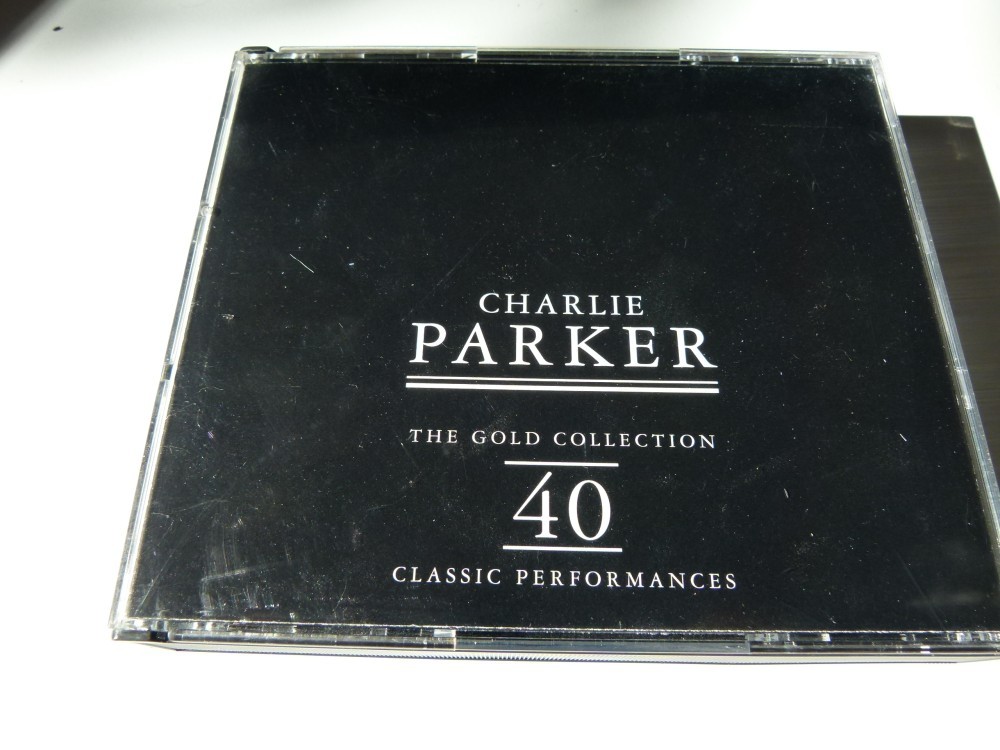 CHARLIE
PARKER
THE GOLD COLLECTION
40
CLASSIC PERFORMANCES